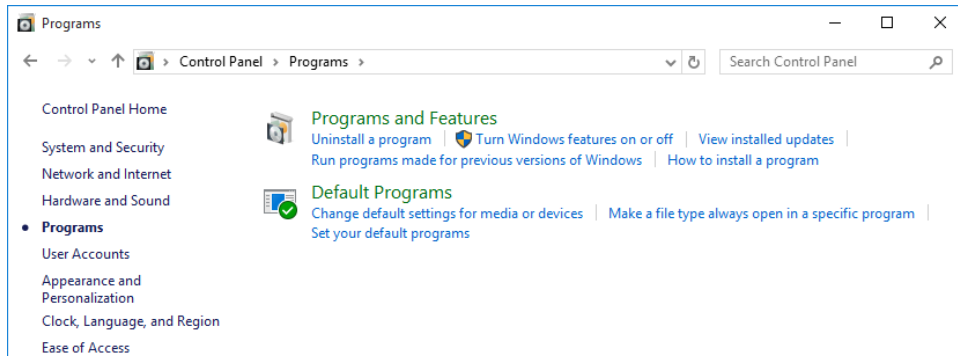 Programs
Control Panel > Programs >
Search Control Panel
Control Panel Home
System and Security
Network and Internet
Hardware and Sound
Programs
User Accounts
Appearance and
Personalization
Clock, Language, and Region
Ease of Access
Programs and Features
Uninstall a program | Turn Windows features on or off | View installed updates |
Run programs made for previous versions of Windows | How to install a program
Default Programs
Change default settings for media or devices | Make a file type always open in a specific program |
Set your default programs